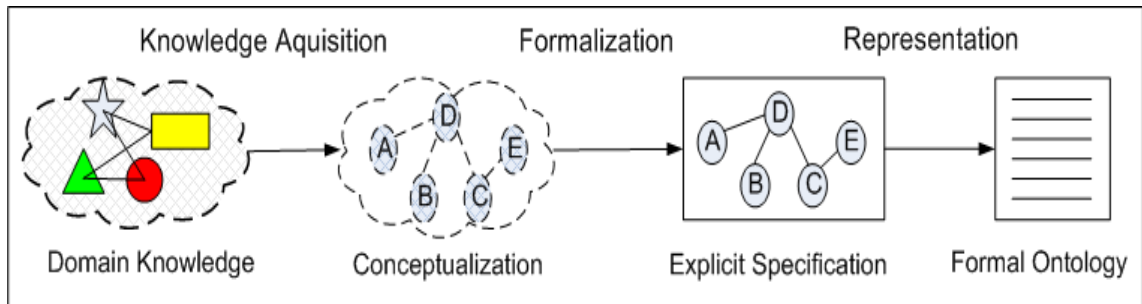 Knowledge Aquisition Formalization Representation
D
A E
B C
D
A E
B C
Domain Knowledge Conceptualization Explicit Specification Formal Ontology